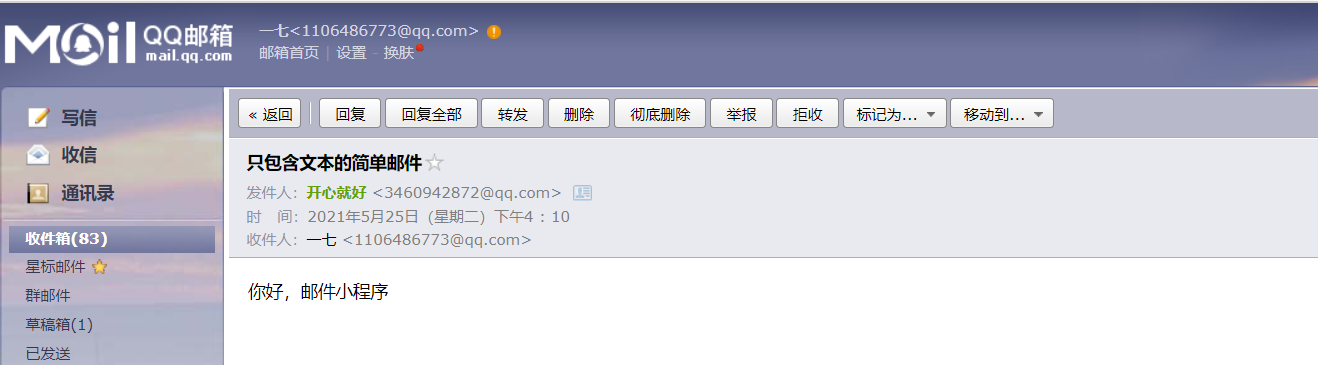 MOil QQ邮箱
mail.qq.com
一七<1106486773@qq.com>
邮箱首页 | 设置 - 换肤
写信
收信
通讯录
收件箱(83)
星标邮件
群邮件
草稿箱(1)
已发送
« 返回 回复 回复全部 转发 删除 彻底删除 举报 拒收 标记为... 移动到...
只包含文本的简单邮件
发件人：开心就好 <3460942872@qq.com>
时 间：2021年5月25日（星期二）下午4：10
收件人：一七 <1106486773@qq.com>
你好，邮件小程序